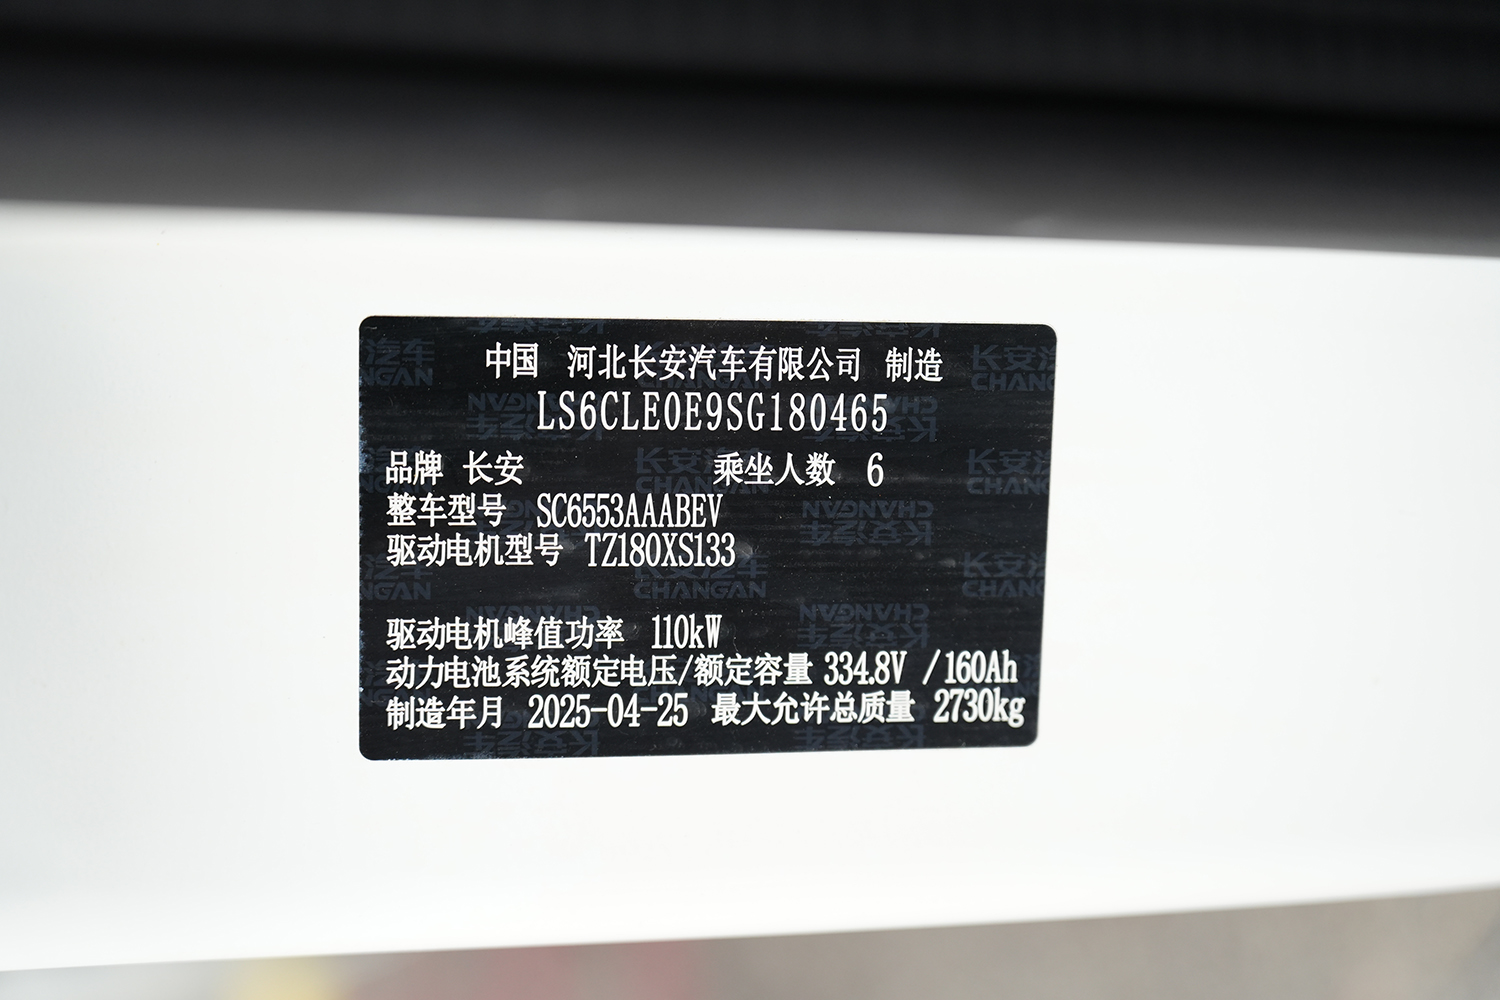 中国 河北长安汽车有限公司 制造
LS6CLE0E9SG180465
品牌 长安 乘坐人数 6
整车型号 SC6553AAABEV
驱动电机型号 TZ180XS133
驱动电机峰值功率 110kW
动力电池系统额定电压/额定容量 334.8V /160Ah
制造年月 2025-04-25 最大允许总质量 2730kg